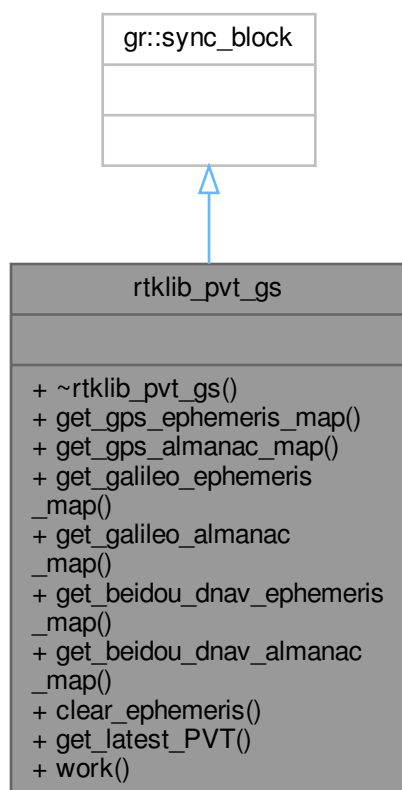 gr::sync_block
rtklib_pvt_gs
+ ~rtklib_pvt_gs()
+ get_gps_ephemeris_map()
+ get_gps_almanac_map()
+ get_galileo_ephemeris
_map()
+ get_galileo_almanac
_map()
+ get_beidou_dnav_ephemeris
_map()
+ get_beidou_dnav_almanac
_map()
+ clear_ephemeris()
+ get_latest_PVT()
+ work()